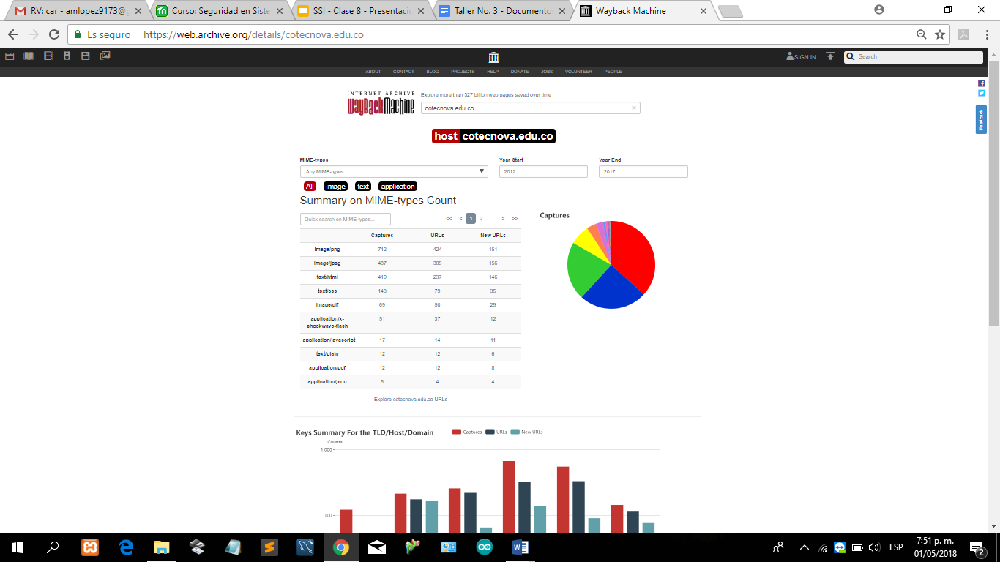 RV: car - amlopez9173@g
Curso: Seguridad en Siste
SSI - Clase 8 - Presentació
Taller No. 3 - Documento
Wayback Machine
Es seguro https://web.archive.org/details/cotecnova.edu.co
SIGN IN Search
ABOUT CONTACT BLOG PROJECTS HELP DONATE JOBS VOLUNTEER PEOPLE
INTERNET ARCHIVE
WayBackMachine
Explore more than 327 billion web pages saved over time
cotecnova.edu.co ×
Feedback
host cotecnova.edu.co
MIME-types Year Start Year End
Any MIME-types 2012 2017
All image text application
Summary on MIME-types Count
Quick search on MIME-types... << < 1 2 ... > >>
Captures
Captures URLs New URLs
image/png 712 424 151
image/jpeg 487 309 156
text/html 419 237 146
text/css 143 79 35
image/gif 69 50 29
application/x-
shockwave-flash 51 37 12
application/javascript 17 14 11
text/plain 12 12 6
application/pdf 12 12 8
application/json 6 4 4
Explore cotecnova.edu.co URLs
Keys Summary For the TLD/Host/Domain Captures URLs New URLs
Counts
1,000
100
ESP
7:51 p. m.
01/05/2018
2